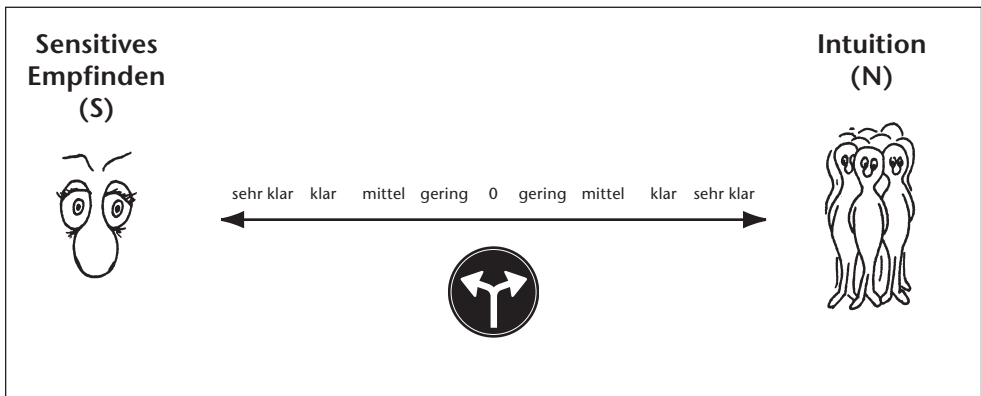 Sensitives
Empfinden
(S)
Intuition
(N)
sehr klar klar mittel gering 0 gering mittel klar sehr klar